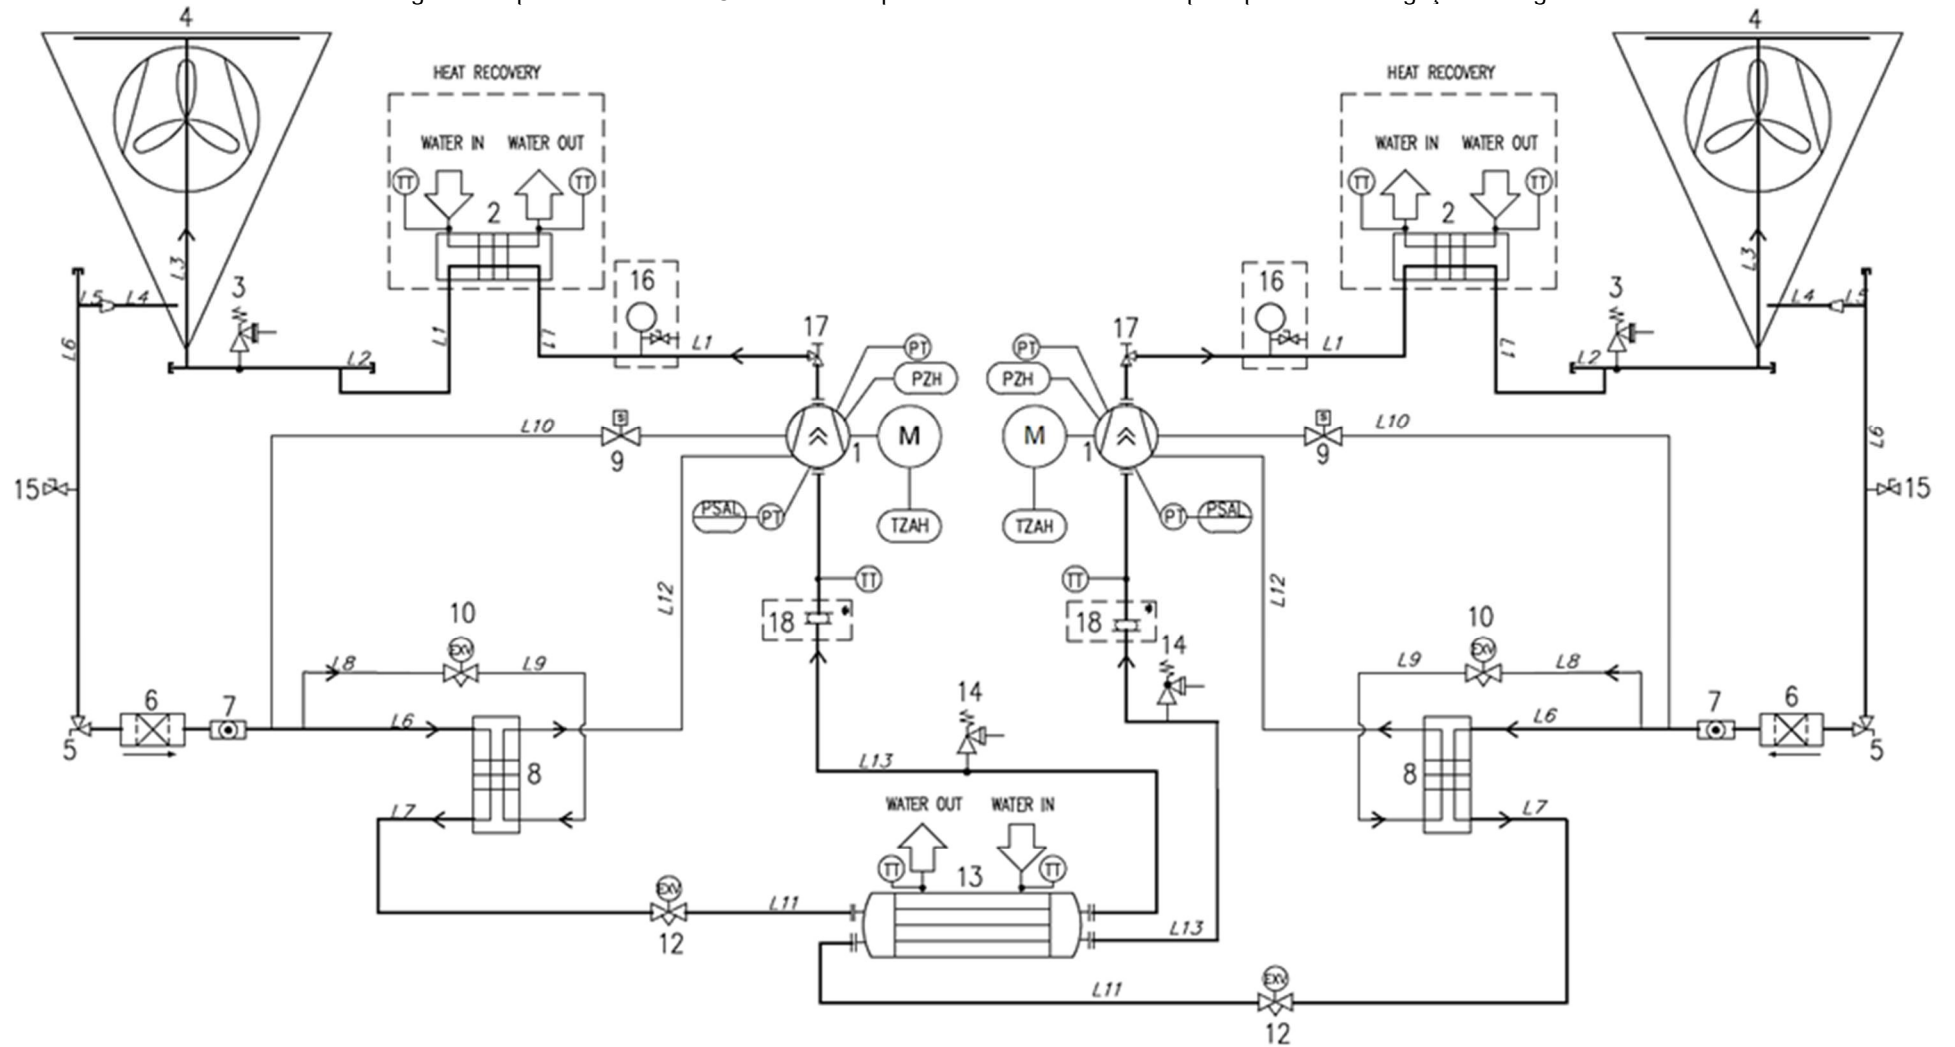 4
4
HEAT RECOVERY
HEAT RECOVERY
WATER IN
WATER OUT
WATER IN
WATER OUT
TT
TT
TT
TT
2
2
L3
L3
3
16
16
3
L5
L4
L4
L5
L6
L1
L1
L1
17
PT
PT
17
L1
L1
L2
L2
PZH
PZH
L10
S
M
M
S
L10
L6
9
1
1
9
15
15
PSAL
PT
TZAH
TZAH
PT
PSAL
TT
TT
L12
L12
10
18
18
10
EXV
14
EXV
L8
L9
14
L9
L8
6
7
L6
L6
7
6
5
8
L13
8
5
L7
WATER OUT
WATER IN
L7
TT
13
TT
EXV
L11
12
L13
EXV
L11
12